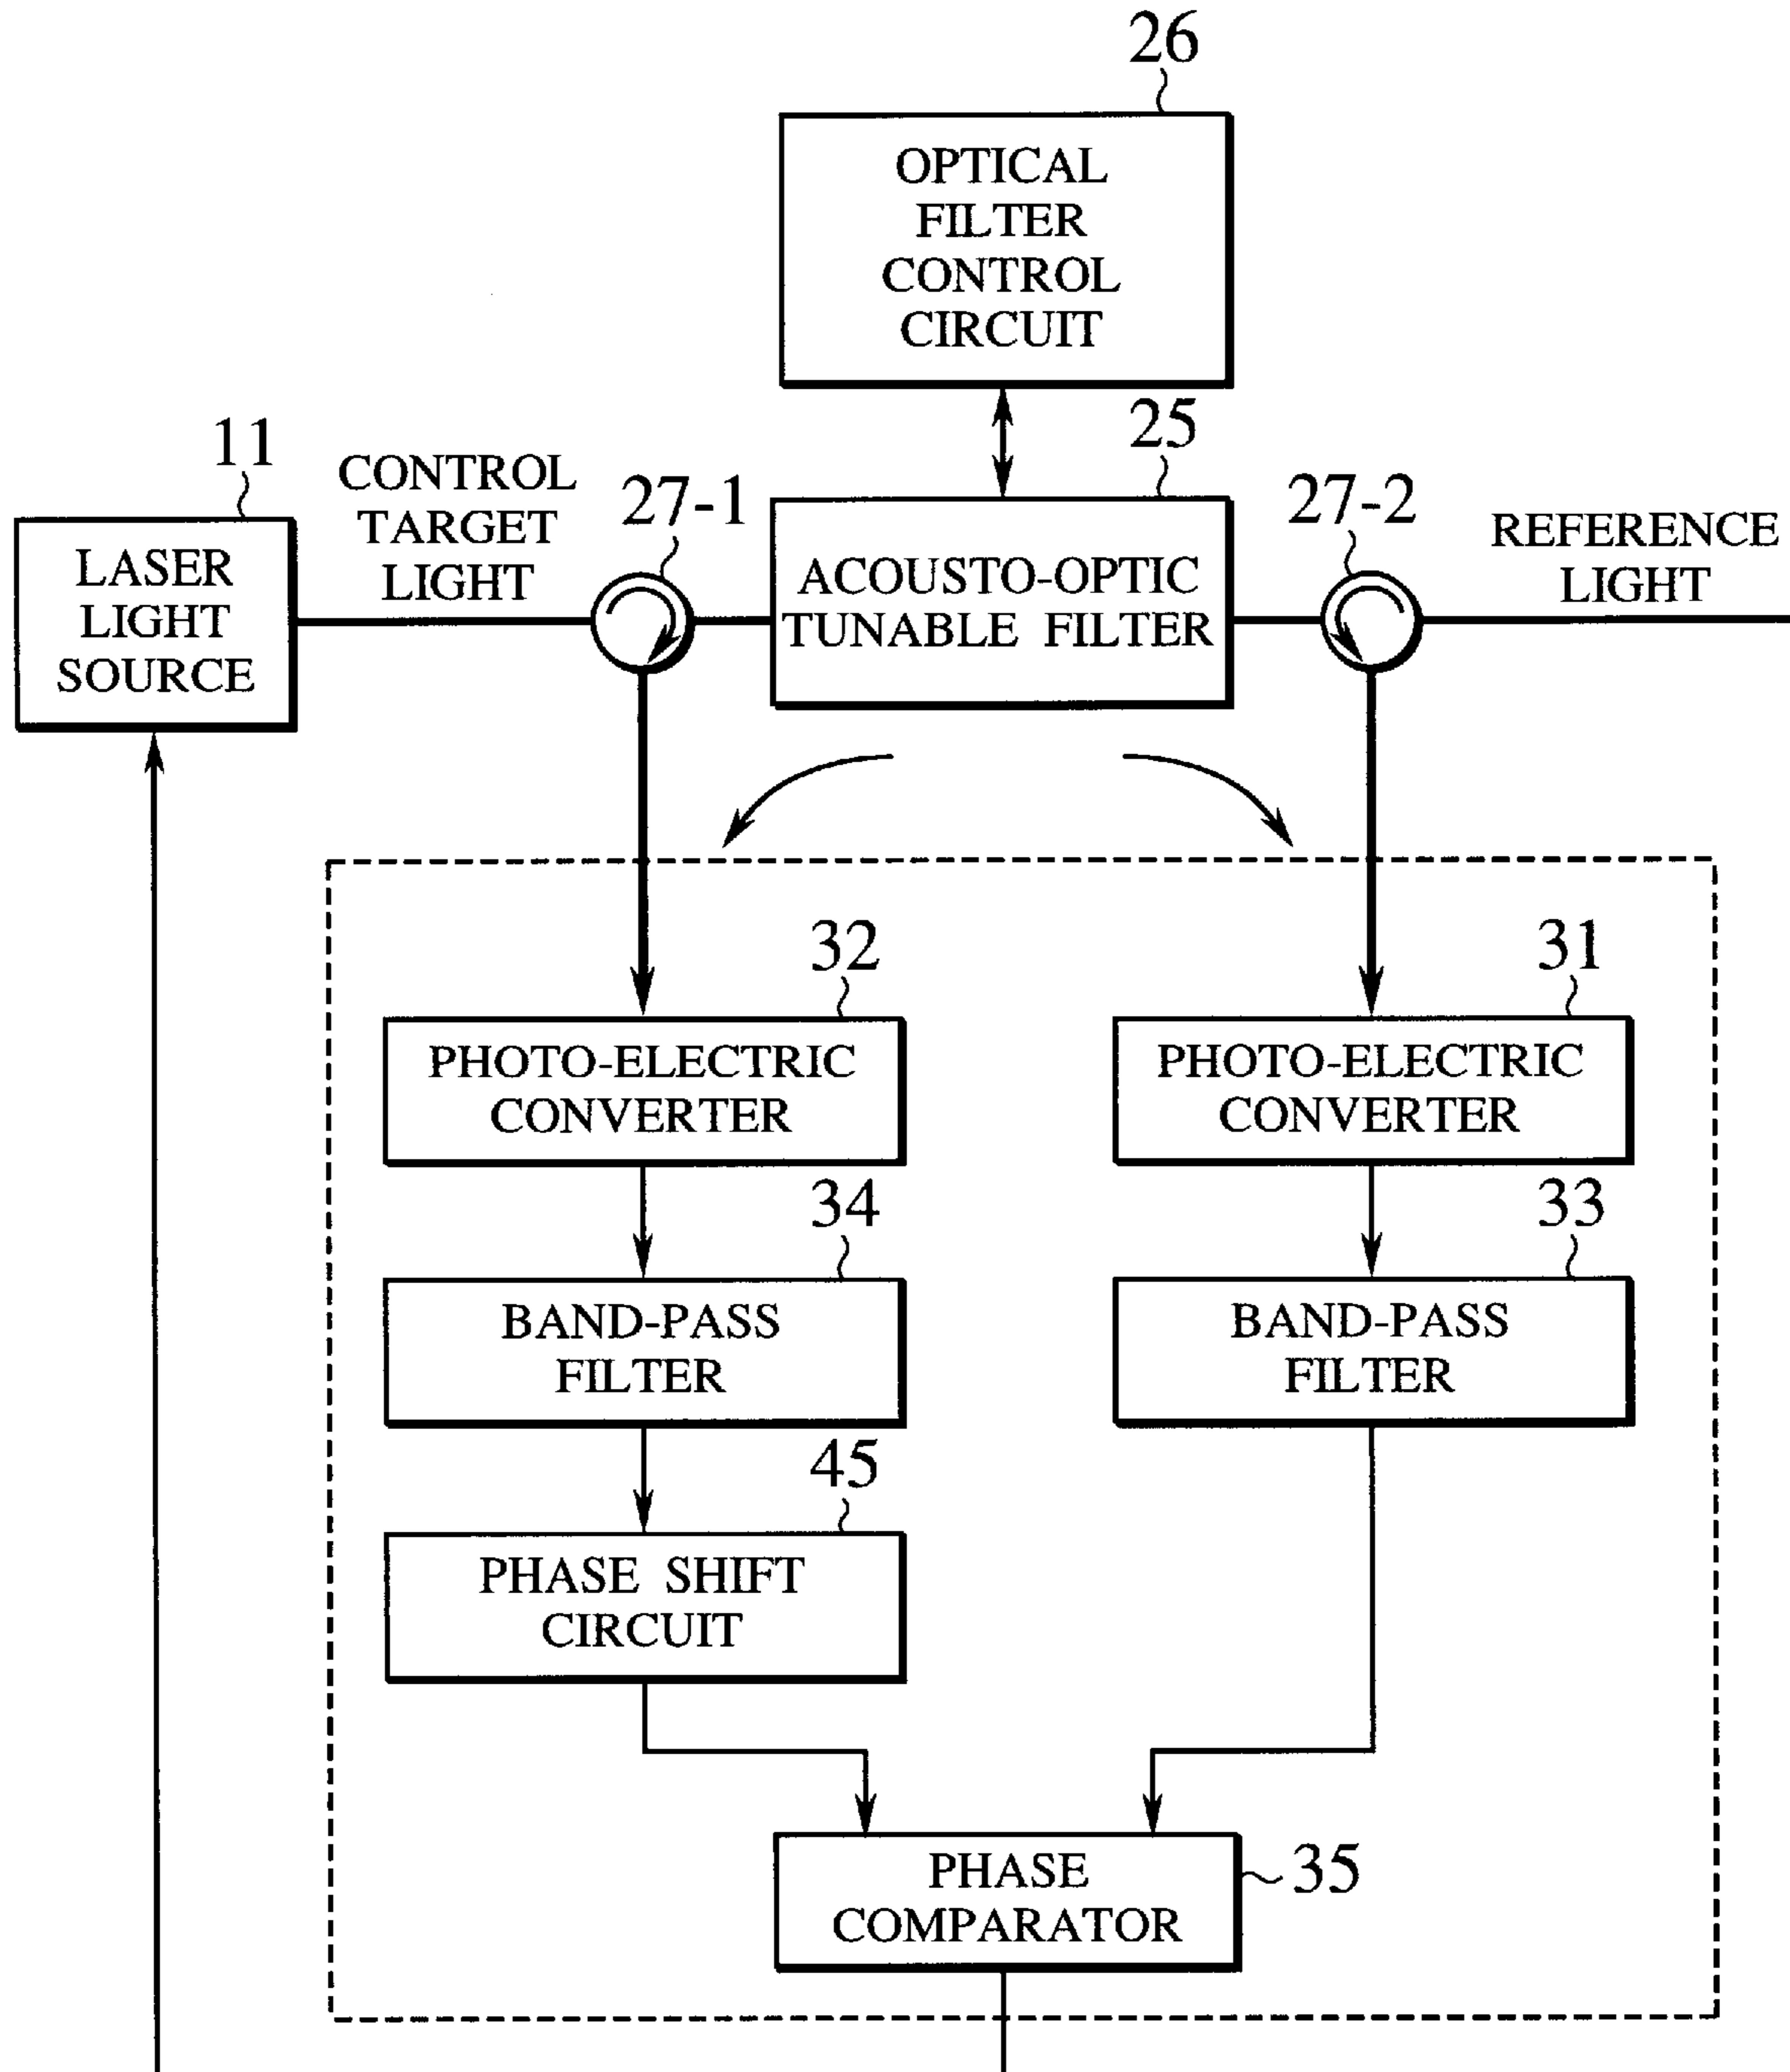 26
OPTICAL
FILTER
CONTROL
CIRCUIT
11
CONTROL
TARGET
LIGHT
27-1
25
27-2
REFERENCE
LIGHT
LASER
LIGHT
SOURCE
ACOUSTO-OPTIC
TUNABLE FILTER
32
31
PHOTO-ELECTRIC
CONVERTER
PHOTO-ELECTRIC
CONVERTER
34
33
BAND-PASS
FILTER
BAND-PASS
FILTER
45
PHASE SHIFT
CIRCUIT
PHASE
COMPARATOR
35